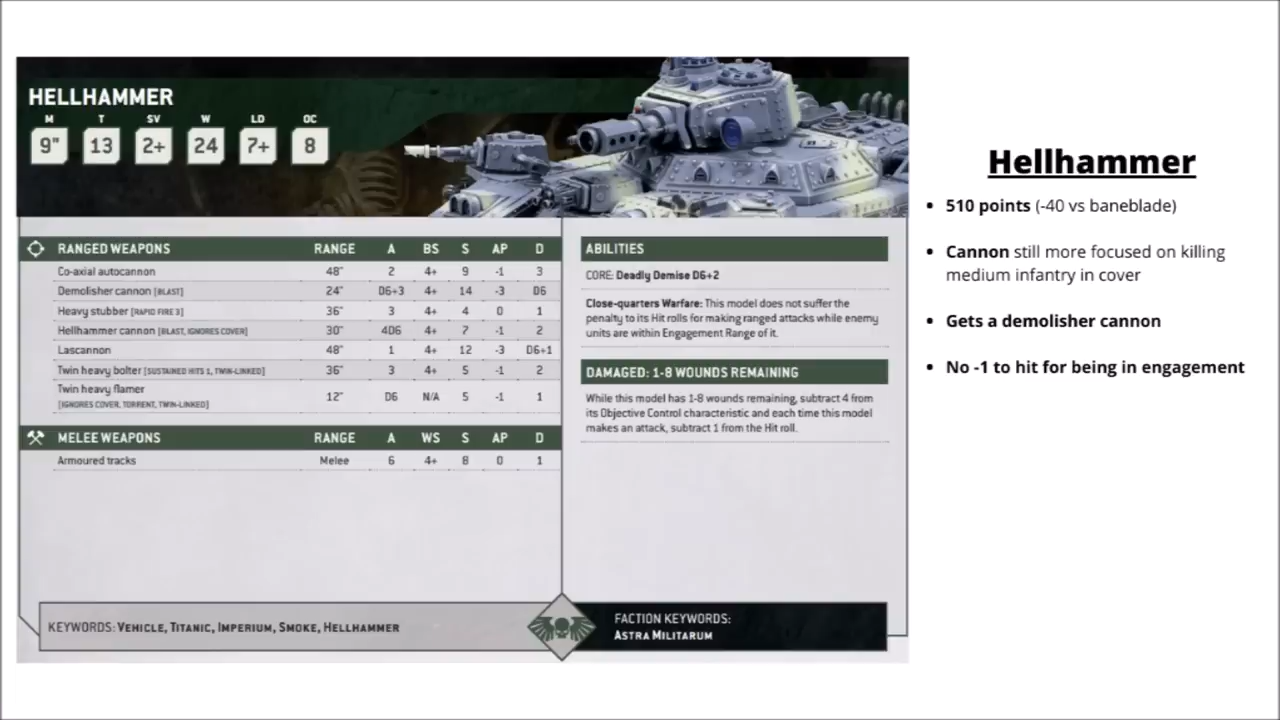 HELLHAMMER
M T SV W LD OC
9" 13 2+ 24 7+ 8
RANGED WEAPONS RANGE A BS S AP D
Co-axial autocannon 48" 2 4+ 9 -1 3
Demolisher cannon [BLAST] 24" D6+3 4+ 14 -3 D6
Heavy stubber [RAPID FIRE 3] 36" 3 4+ 4 0 1
Hellhammer cannon [BLAST, IGNORES COVER] 30" 4D6 4+ 7 -1 2
Lascannon 48" 1 4+ 12 -3 D6+1
Twin heavy bolter [SUSTAINED HITS 1, TWIN-LINKED] 36" 3 4+ 5 -1 2
Twin heavy flamer
[IGNORES COVER, TORRENT, TWIN-LINKED] 12" D6 N/A 5 -1 1
MELEE WEAPONS RANGE A WS S AP D
Armoured tracks Melee 6 4+ 8 0 1
ABILITIES
CORE: Deadly Demise D6+2
Close-quarters Warfare: This model does not suffer the
penalty to its Hit rolls for making ranged attacks while enemy
units are within Engagement Range of it.
DAMAGED: 1-8 WOUNDS REMAINING
While this model has 1-8 wounds remaining, subtract 4 from
its Objective Control characteristic and each time this model
makes an attack, subtract 1 from the Hit roll.
KEYWORDS: VEHICLE, TITANIC, IMPERIUM, SMOKE, HELLHAMMER
FACTION KEYWORDS:
ASTRA MILITARUM
Hellhammer
• 510 points (-40 vs baneblade)
• Cannon still more focused on killing
medium infantry in cover
• Gets a demolisher cannon
• No -1 to hit for being in engagement